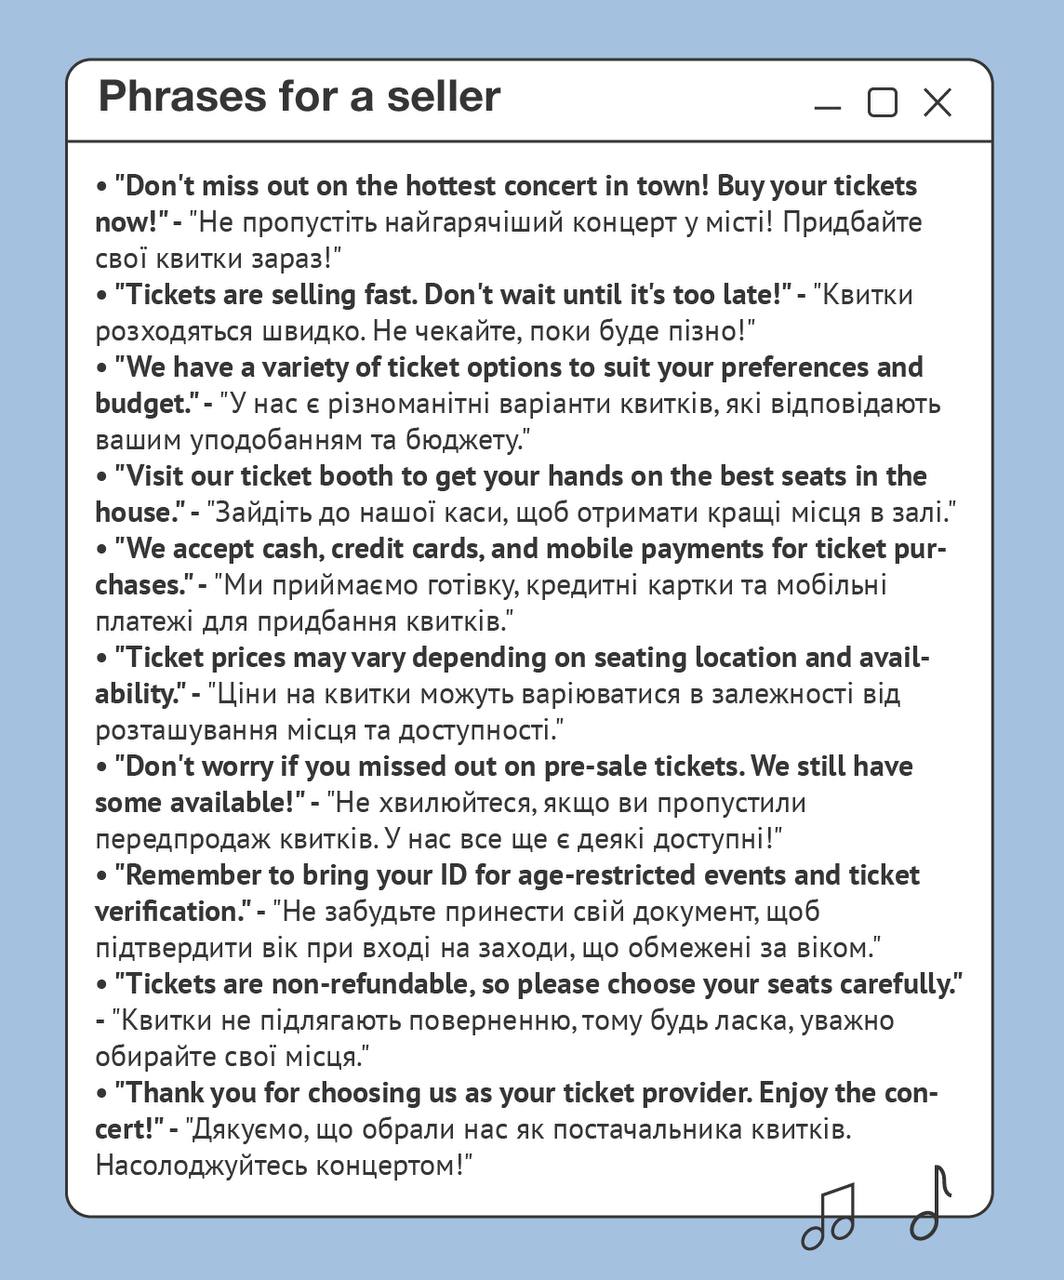 Phrases for a seller
• "Don't miss out on the hottest concert in town! Buy your tickets
now!" - "Не пропустіть найгарячіший концерт у місті! Придбайте
свої квитки зараз!"
• "Tickets are selling fast. Don't wait until it's too late!" - "Квитки
розходяться швидко. Не чекайте, поки буде пізно!"
• "We have a variety of ticket options to suit your preferences and
budget." - "У нас є різноманітні варіанти квитків, які відповідають
вашим уподобанням та бюджету."
• "Visit our ticket booth to get your hands on the best seats in the
house." - "Зайдіть до нашої каси, щоб отримати кращі місця в залі."
• "We accept cash, credit cards, and mobile payments for ticket pur-
chases." - "Ми приймаємо готівку, кредитні картки та мобільні
платежі для придбання квитків."
• "Ticket prices may vary depending on seating location and avail-
ability." - "Ціни на квитки можуть варіюватися в залежності від
розташування місця та доступності."
• "Don't worry if you missed out on pre-sale tickets. We still have
some available!" - "Не хвилюйтеся, якщо ви пропустили
передпродаж квитків. У нас все ще є деякі доступні!"
• "Remember to bring your ID for age-restricted events and ticket
verification." - "Не забудьте принести свій документ, щоб
підтвердити вік при вході на заходи, що обмежені за віком."
• "Tickets are non-refundable, so please choose your seats carefully."
- "Квитки не підлягають поверненню, тому будь ласка, уважно
обирайте свої місця."
• "Thank you for choosing us as your ticket provider. Enjoy the con-
cert!" - "Дякуємо, що обрали нас як постачальника квитків.
Насолоджуйтесь концертом!"